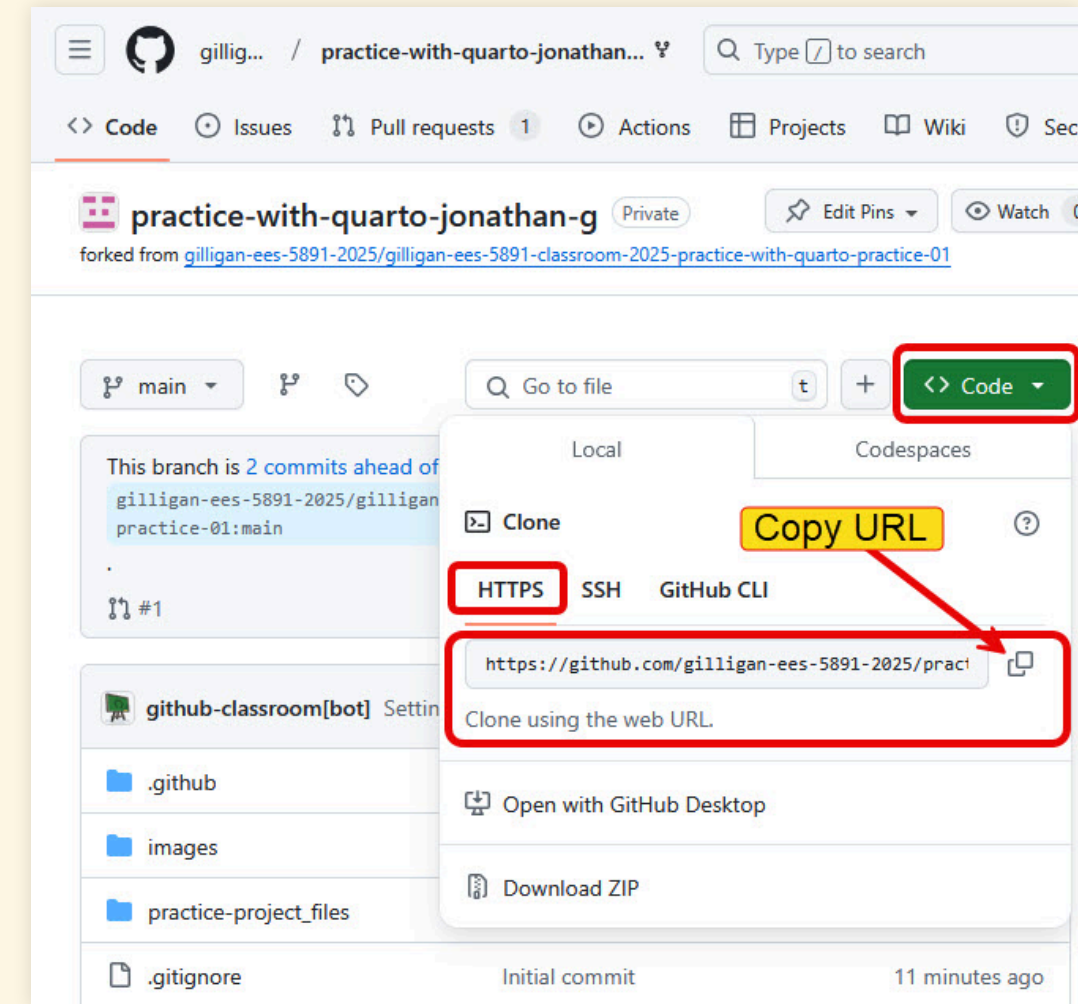 gillig... / practice-with-quarto-jonathan... Type / to search
Code Issues Pull requests 1 Actions Projects Wiki Sec
practice-with-quarto-jonathan-g Private Edit Pins Watch
forked from gilligan-ees-5891-2025/gilligan-ees-5891-classroom-2025-practice-with-quarto-practice-01
main Go to file t + <> Code
Local Codespaces
This branch is 2 commits ahead of
gilligan-ees-5891-2025/gilligan
practice-01:main
.
#1
Clone
Copy URL
HTTPS SSH GitHub CLI
https://github.com/gilligan-ees-5891-2025/pract
Clone using the web URL.
github-classroom[bot] Settin
Open with GitHub Desktop
Download ZIP
.github
images
practice-project_files
.gitignore Initial commit 11 minutes ago